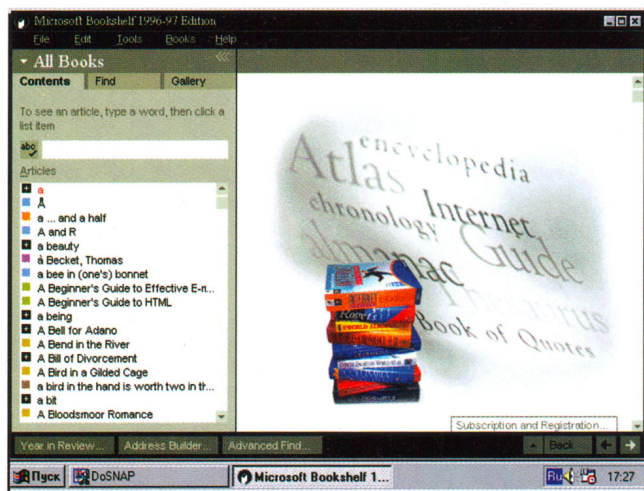 Microsoft Bookshelf 1996-97 Edition
File Edit Tools Books Help
All Books
Contents Find Gallery
To see an article, type a word, then click a
list item
abc
Articles
a
Å
a ... and a half
A and R
a beauty
à Becket, Thomas
a bee in (one's) bonnet
A Beginner's Guide to Effective E-m...
A Beginner's Guide to HTML
a being
A Bell for Adano
A Bend in the River
A Bill of Divorcement
A Bird in a Gilded Cage
a bird in the hand is worth two in th...
a bit
A Bloodsmoor Romance
encyclopedia
Atlas
Internet
chronology
Guide
almanac
Thesaurus
Book of Quotes
Roget's
WORLD ALMANAC
Subscription and Registration...
Year in Review... Address Builder... Advanced Find... Back
Пуск DoSNAP Microsoft Bookshelf 1... Ru 17:27